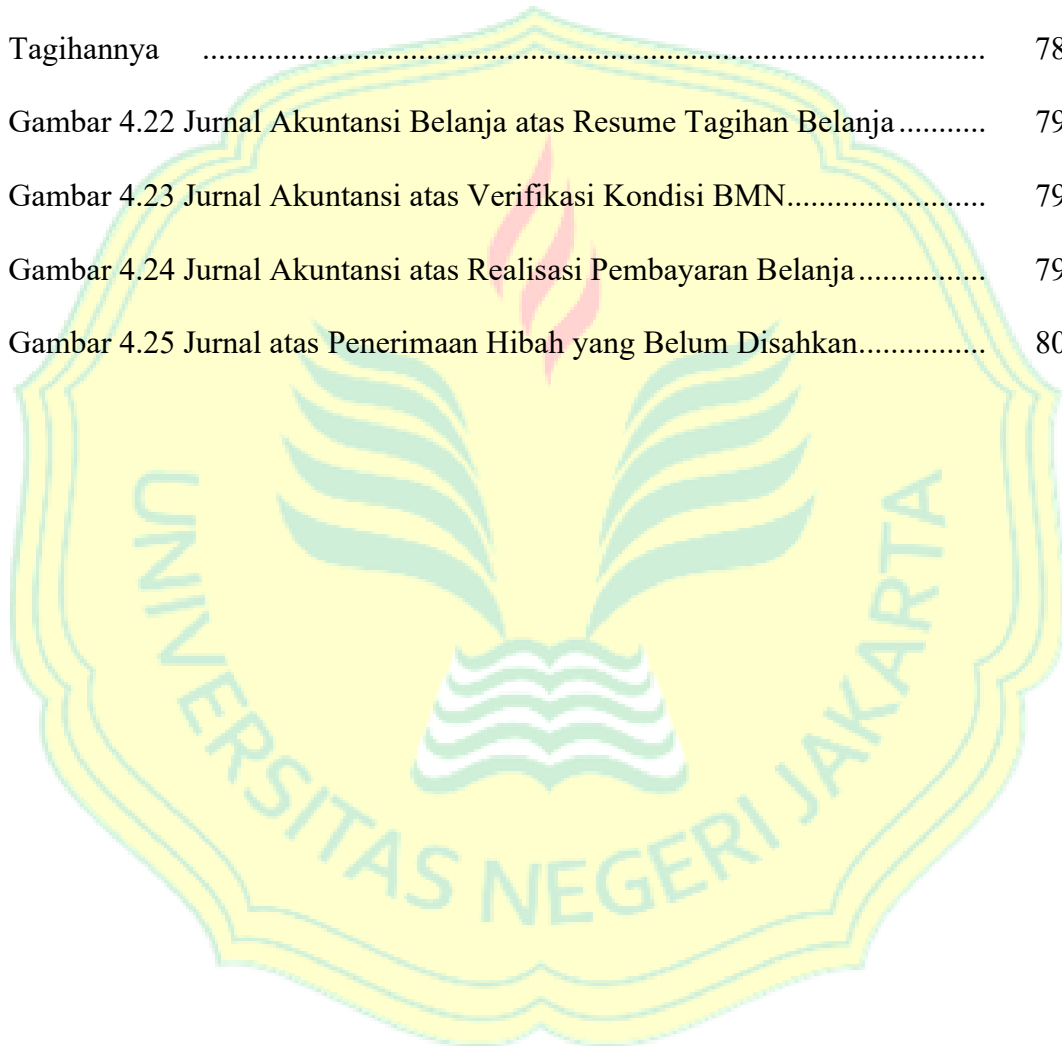 Tagihannya .................................................................................................. 78
Gambar 4.22 Jurnal Akuntansi Belanja atas Resume Tagihan Belanja ........... 79
Gambar 4.23 Jurnal Akuntansi atas Verifikasi Kondisi BMN......................... 79
Gambar 4.24 Jurnal Akuntansi atas Realisasi Pembayaran Belanja ................ 79
Gambar 4.25 Jurnal atas Penerimaan Hibah yang Belum Disahkan................ 80
UNIVERSITAS NEGERI JAKARTA